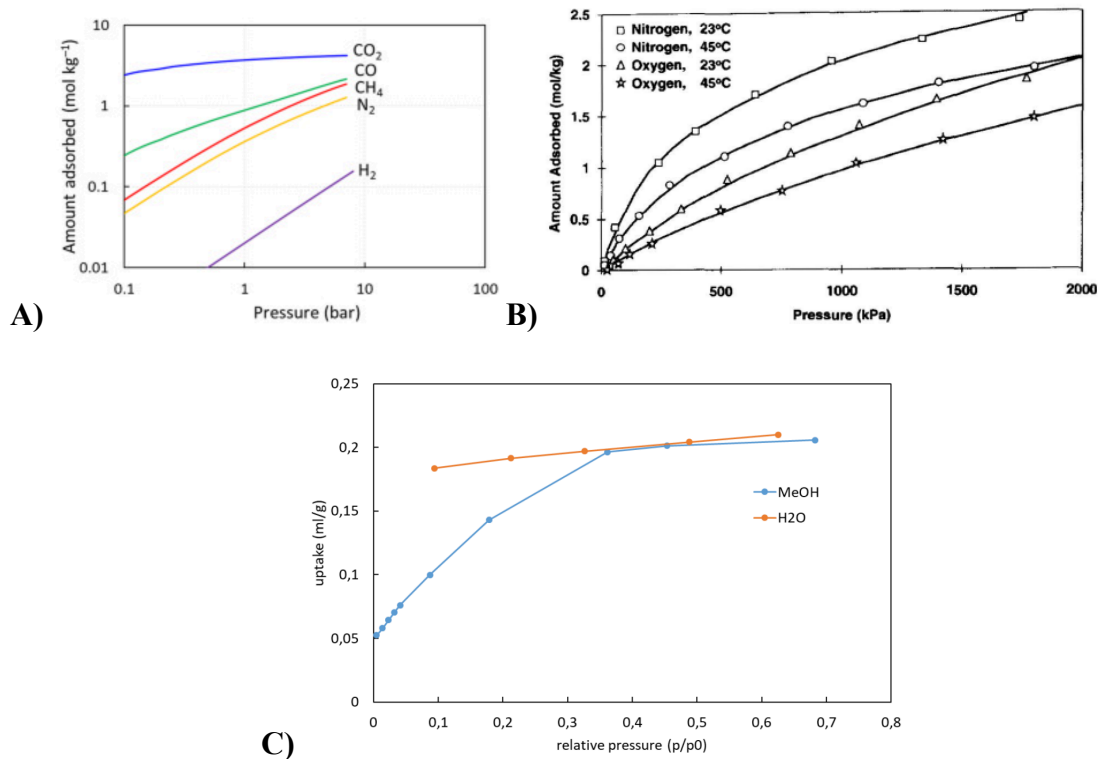 10
1
0.1
0.01
Amount adsorbed (mol kg⁻¹)
CO₂
CO
CH₄
N₂
H₂
0.1
1
10
100
Pressure (bar)
A)
2.5
2
1.5
1
0.5
0
Amount Adsorbed (mol/kg)
Nitrogen, 23ºC
Nitrogen, 45ºC
Oxygen, 23ºC
Oxygen, 45ºC
0
500
1000
1500
2000
Pressure (kPa)
B)
0,25
0,2
0,15
0,1
0,05
0
uptake (ml/g)
MeOH
H2O
0
0,1
0,2
0,3
0,4
0,5
0,6
0,7
0,8
relative pressure (p/p0)
C)